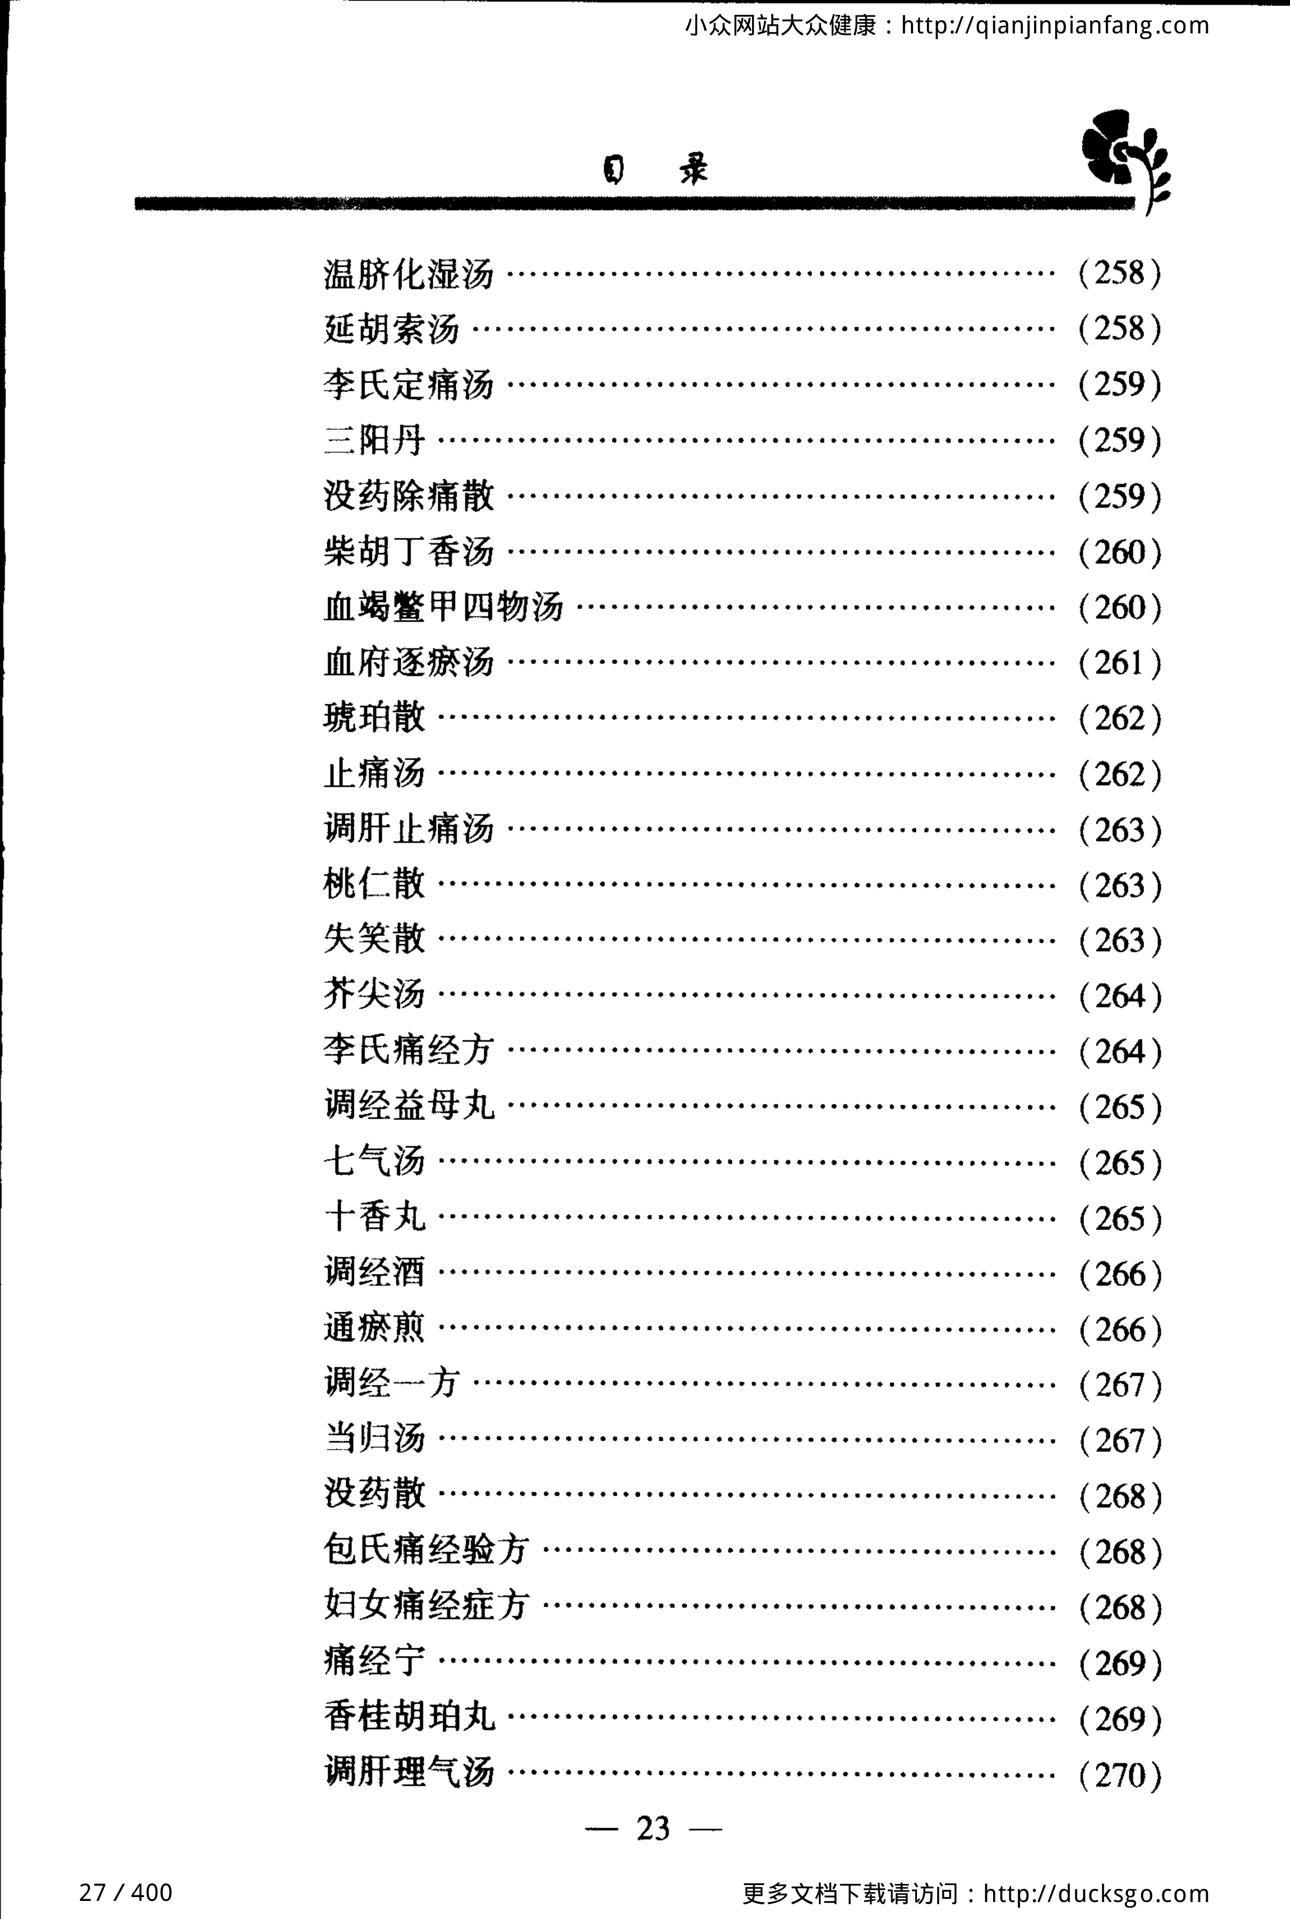 小众网站大众健康：http://qianjinpianfang.com
目 录
温脐化湿汤 …………………………………………… (258)
延胡索汤 …………………………………………… (258)
李氏定痛汤 …………………………………………… (259)
三阳丹 …………………………………………… (259)
没药除痛散 …………………………………………… (259)
柴胡丁香汤 …………………………………………… (260)
血竭鳖甲四物汤 …………………………………………… (260)
血府逐瘀汤 …………………………………………… (261)
琥珀散 …………………………………………… (262)
止痛汤 …………………………………………… (262)
调肝止痛汤 …………………………………………… (263)
桃仁散 …………………………………………… (263)
失笑散 …………………………………………… (263)
芥尖汤 …………………………………………… (264)
李氏痛经方 …………………………………………… (264)
调经益母丸 …………………………………………… (265)
七气汤 …………………………………………… (265)
十香丸 …………………………………………… (265)
调经酒 …………………………………………… (266)
通瘀煎 …………………………………………… (266)
调经一方 …………………………………………… (267)
当归汤 …………………………………………… (267)
没药散 …………………………………………… (268)
包氏痛经验方 …………………………………………… (268)
妇女痛经症方 …………………………………………… (268)
痛经宁 …………………………………………… (269)
香桂胡珀丸 …………………………………………… (269)
调肝理气汤 …………………………………………… (270)
— 23 —
27 / 400
更多文档下载请访问：http://ducksgo.com